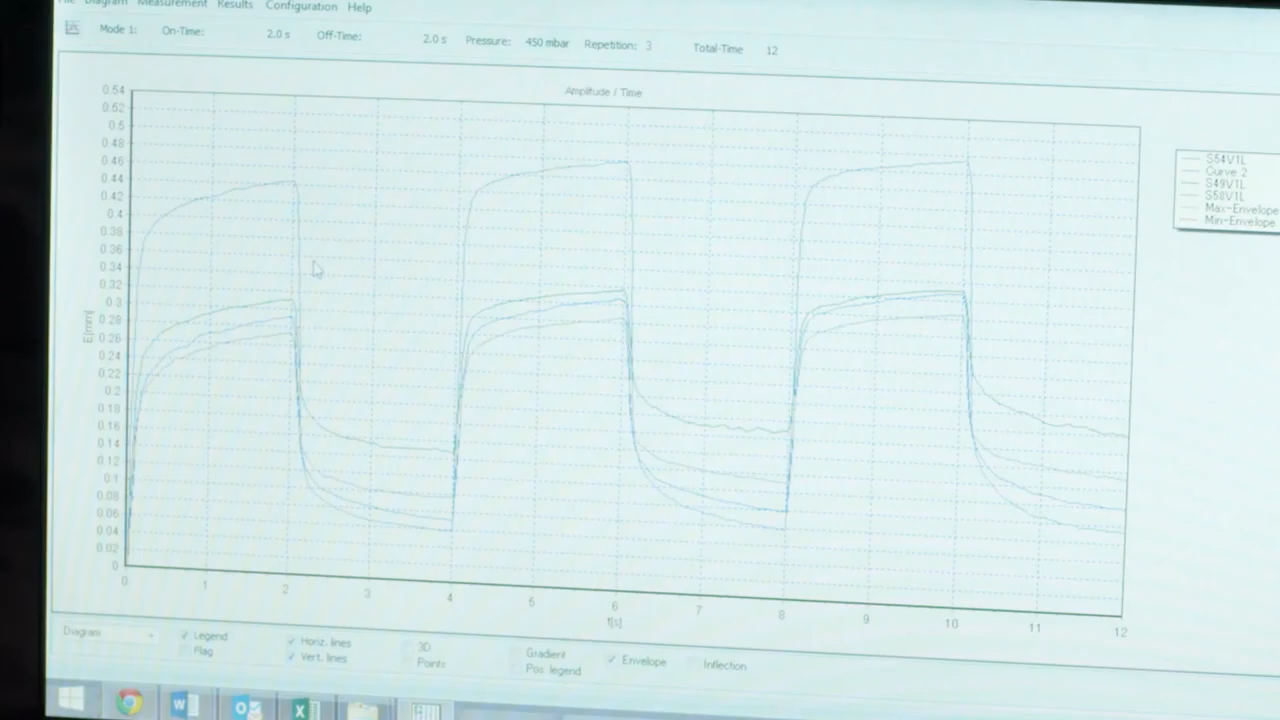 Diagram Measurement Results Configuration Help
Mode 1: On-Time: 2.0 s Off-Time: 2.0 s Pressure: 450 mbar Repetition: 3 Total-Time 12
Amplitude / Time
0.54
0.52
0.5
0.48
0.46
0.44
0.42
0.4
0.38
0.36
0.34
0.32
0.3
0.28
0.26
0.24
0.22
0.2
0.18
0.16
0.14
0.12
0.1
0.08
0.06
0.04
0.02
0
E[mm]
0 1 2 3 4 5 6 7 8 9 10 11 12
t[s]
S54V1L
Curve 2
S49V1L
S58V1L
Max-Envelope
Min-Envelope
Diagram Legend Horiz. lines 3D Gradient Envelope Inflection
Flag Vert. lines Points Pos. legend